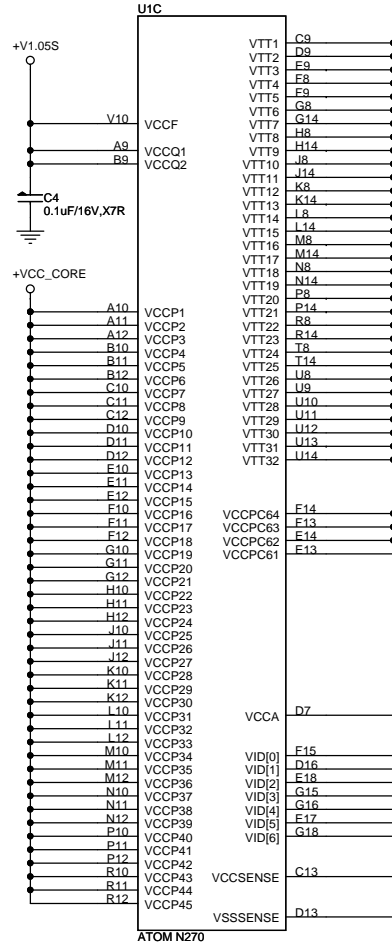 U1C
+V1.05S
V10 VCCF
A9 VCCQ1
B9 VCCQ2
C4
0.1uF/16V,X7R
+VCC_CORE
A10 VCCP1
A11 VCCP2
A12 VCCP3
B10 VCCP4
B11 VCCP5
B12 VCCP6
C10 VCCP7
C11 VCCP8
C12 VCCP9
D10 VCCP10
D11 VCCP11
D12 VCCP12
E10 VCCP13
E11 VCCP14
E12 VCCP15
F10 VCCP16
F11 VCCP17
F12 VCCP18
G10 VCCP19
G11 VCCP20
G12 VCCP21
H10 VCCP22
H11 VCCP23
H12 VCCP24
J10 VCCP25
J11 VCCP26
J12 VCCP27
K10 VCCP28
K11 VCCP29
K12 VCCP30
L10 VCCP31
L11 VCCP32
L12 VCCP33
M10 VCCP34
M11 VCCP35
M12 VCCP36
N10 VCCP37
N11 VCCP38
N12 VCCP39
P10 VCCP40
P11 VCCP41
P12 VCCP42
R10 VCCP43
R11 VCCP44
R12 VCCP45
VTT1 C9
VTT2 D9
VTT3 E9
VTT4 F8
VTT5 F9
VTT6 G8
VTT7 G14
VTT8 H8
VTT9 H14
VTT10 J8
VTT11 J14
VTT12 K8
VTT13 K14
VTT14 L8
VTT15 L14
VTT16 M8
VTT17 M14
VTT18 N8
VTT19 N14
VTT20 P8
VTT21 P14
VTT22 R8
VTT23 R14
VTT24 T8
VTT25 T14
VTT26 U8
VTT27 U9
VTT28 U10
VTT29 U11
VTT30 U12
VTT31 U13
VTT32 U14
VCCPC64 F14
VCCPC63 F13
VCCPC62 E14
VCCPC61 E13
VCCA D7
VID[0] F15
VID[1] D16
VID[2] E18
VID[3] G15
VID[4] G16
VID[5] E17
VID[6] G18
VCCSENSE C13
VSSSENSE D13
ATOM N270